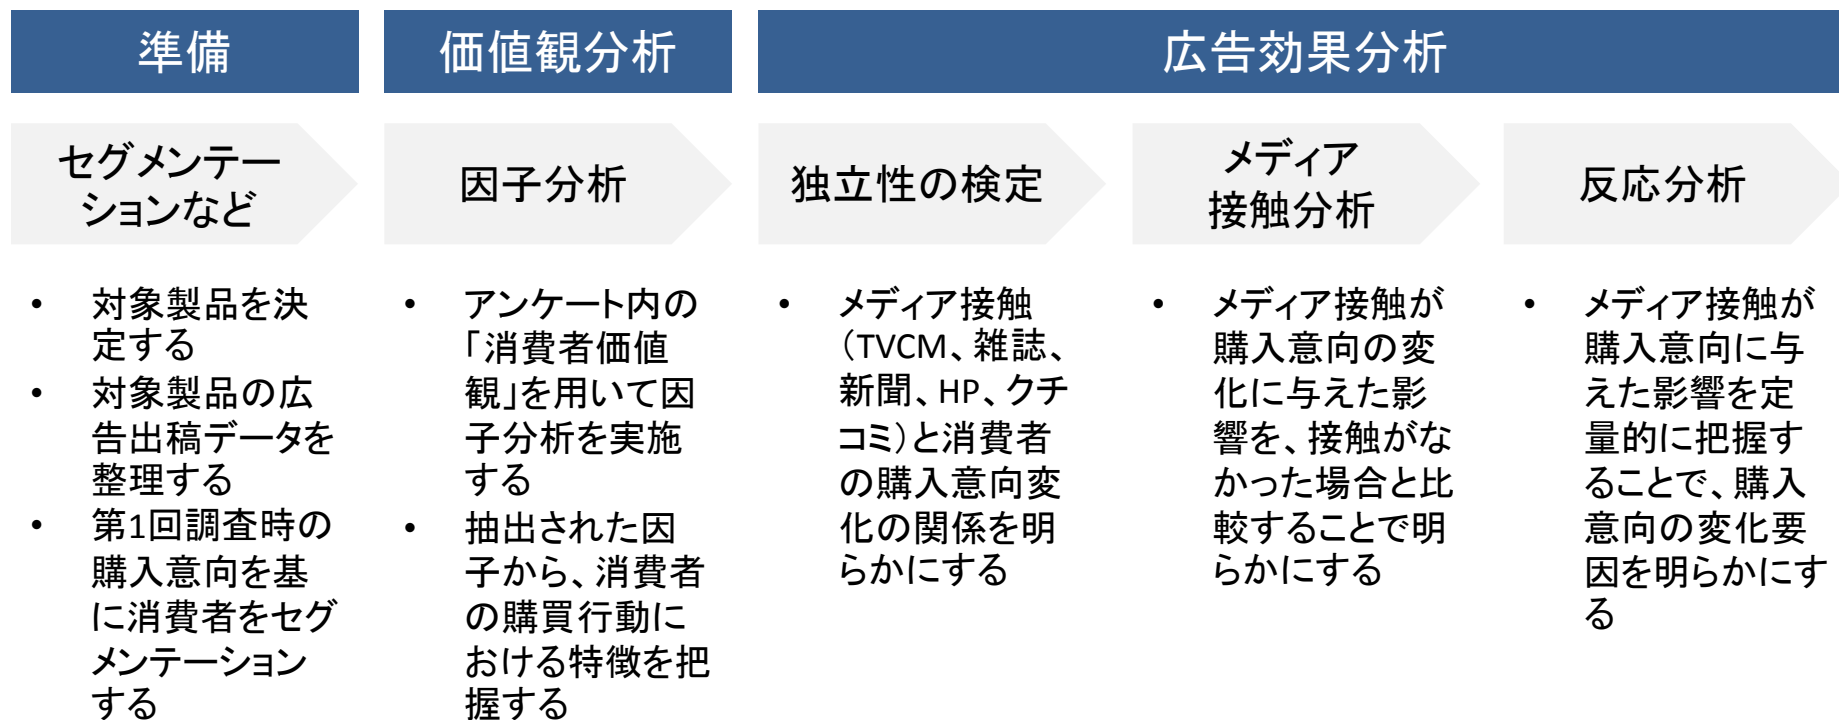 準備
価値観分析
広告効果分析
セグメンテー
ションなど
因子分析
独立性の検定
メディア
接触分析
反応分析
• 対象製品を決
定する
• 対象製品の広
告出稿データを
整理する
• 第1回調査時の
購入意向を基
に消費者をセグ
メンテーション
する
• アンケート内の
「消費者価値
観」を用いて因
子分析を実施
する
• 抽出された因
子から、消費者
の購買行動に
おける特徴を把
握する
• メディア接触
（TVCM、雑誌、
新聞、HP、クチ
コミ）と消費者
の購入意向変
化の関係を明
らかにする
• メディア接触が
購入意向の変
化に与えた影
響を、接触がな
かった場合と比
較することで明
らかにする
• メディア接触が
購入意向に与
えた影響を定
量的に把握す
ることで、購入
意向の変化要
因を明らかにす
る